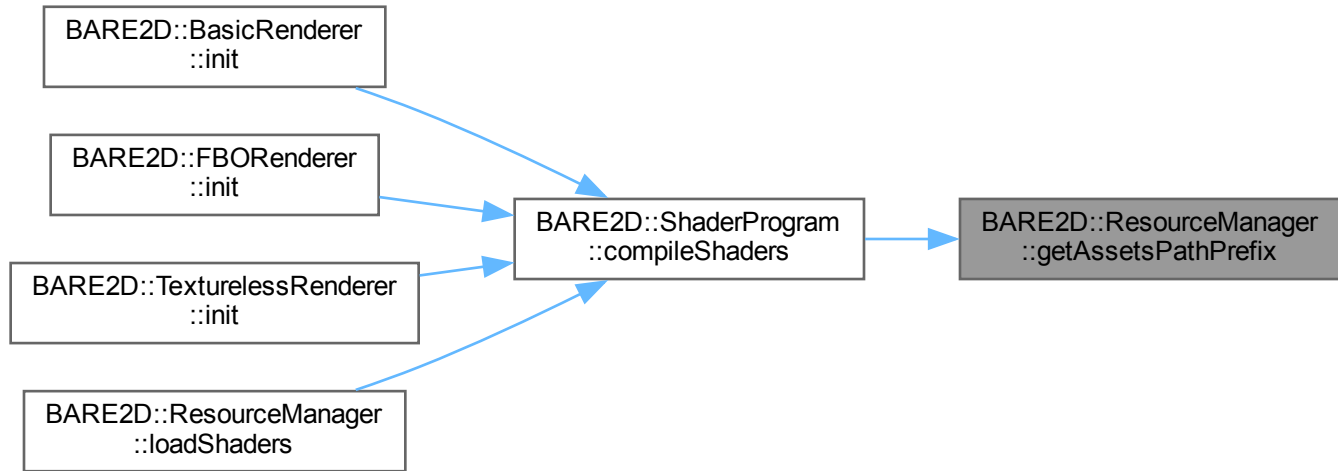 BARE2D::BasicRenderer
::init
BARE2D::FBORenderer
::init
BARE2D::TexturelessRenderer
::init
BARE2D::ResourceManager
::loadShaders
BARE2D::ShaderProgram
::compileShaders
BARE2D::ResourceManager
::getAssetsPathPrefix